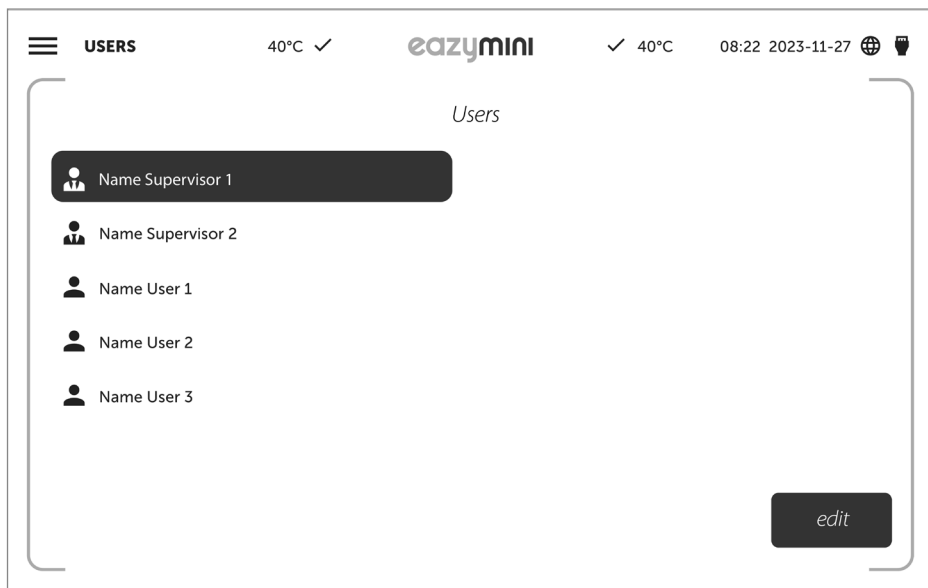 USERS 40°C eazymini 40°C 08:22 2023-11-27
Users
Name Supervisor 1
Name Supervisor 2
Name User 1
Name User 2
Name User 3
edit